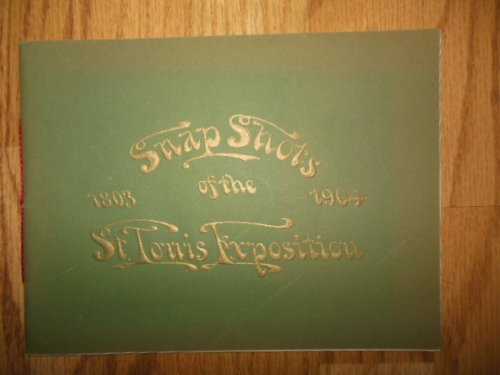 Snap Shots
of the
1803 1904
St. Louis Exposition